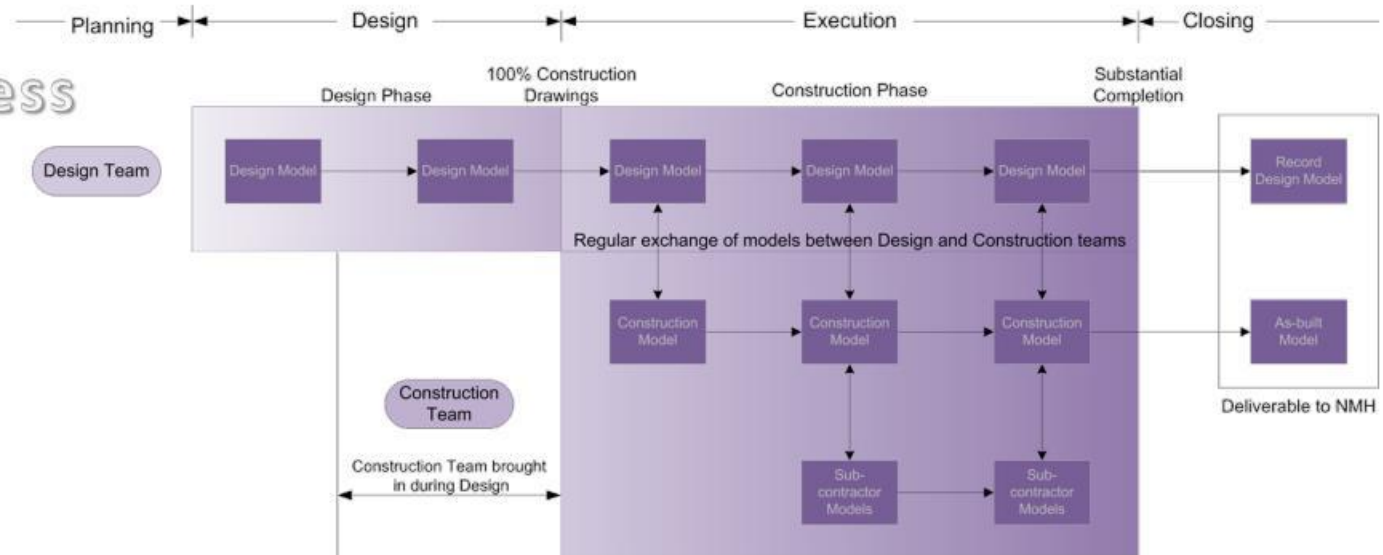 Planning
Design
Execution
Closing
ess
Design Phase
100% Construction
Drawings
Construction Phase
Substantial
Completion
Design Team
Design Model
Design Model
Design Model
Design Model
Design Model
Record
Design Model
Regular exchange of models between Design and Construction teams
Construction
Model
Construction
Model
Construction
Model
As-built
Model
Deliverable to NMH
Construction
Team
Construction Team brought
in during Design
Sub-
contractor
Models
Sub-
contractor
Models